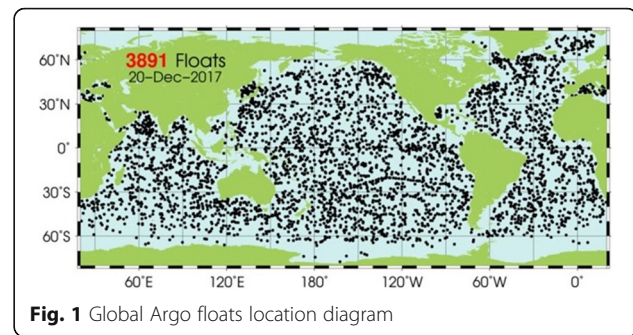 3891 Floats
20–Dec–2017
60˚N
30˚N
0˚
30˚S
60˚S
60˚E 120˚E 180˚ 120˚W 60˚W 0˚
Fig. 1 Global Argo floats location diagram